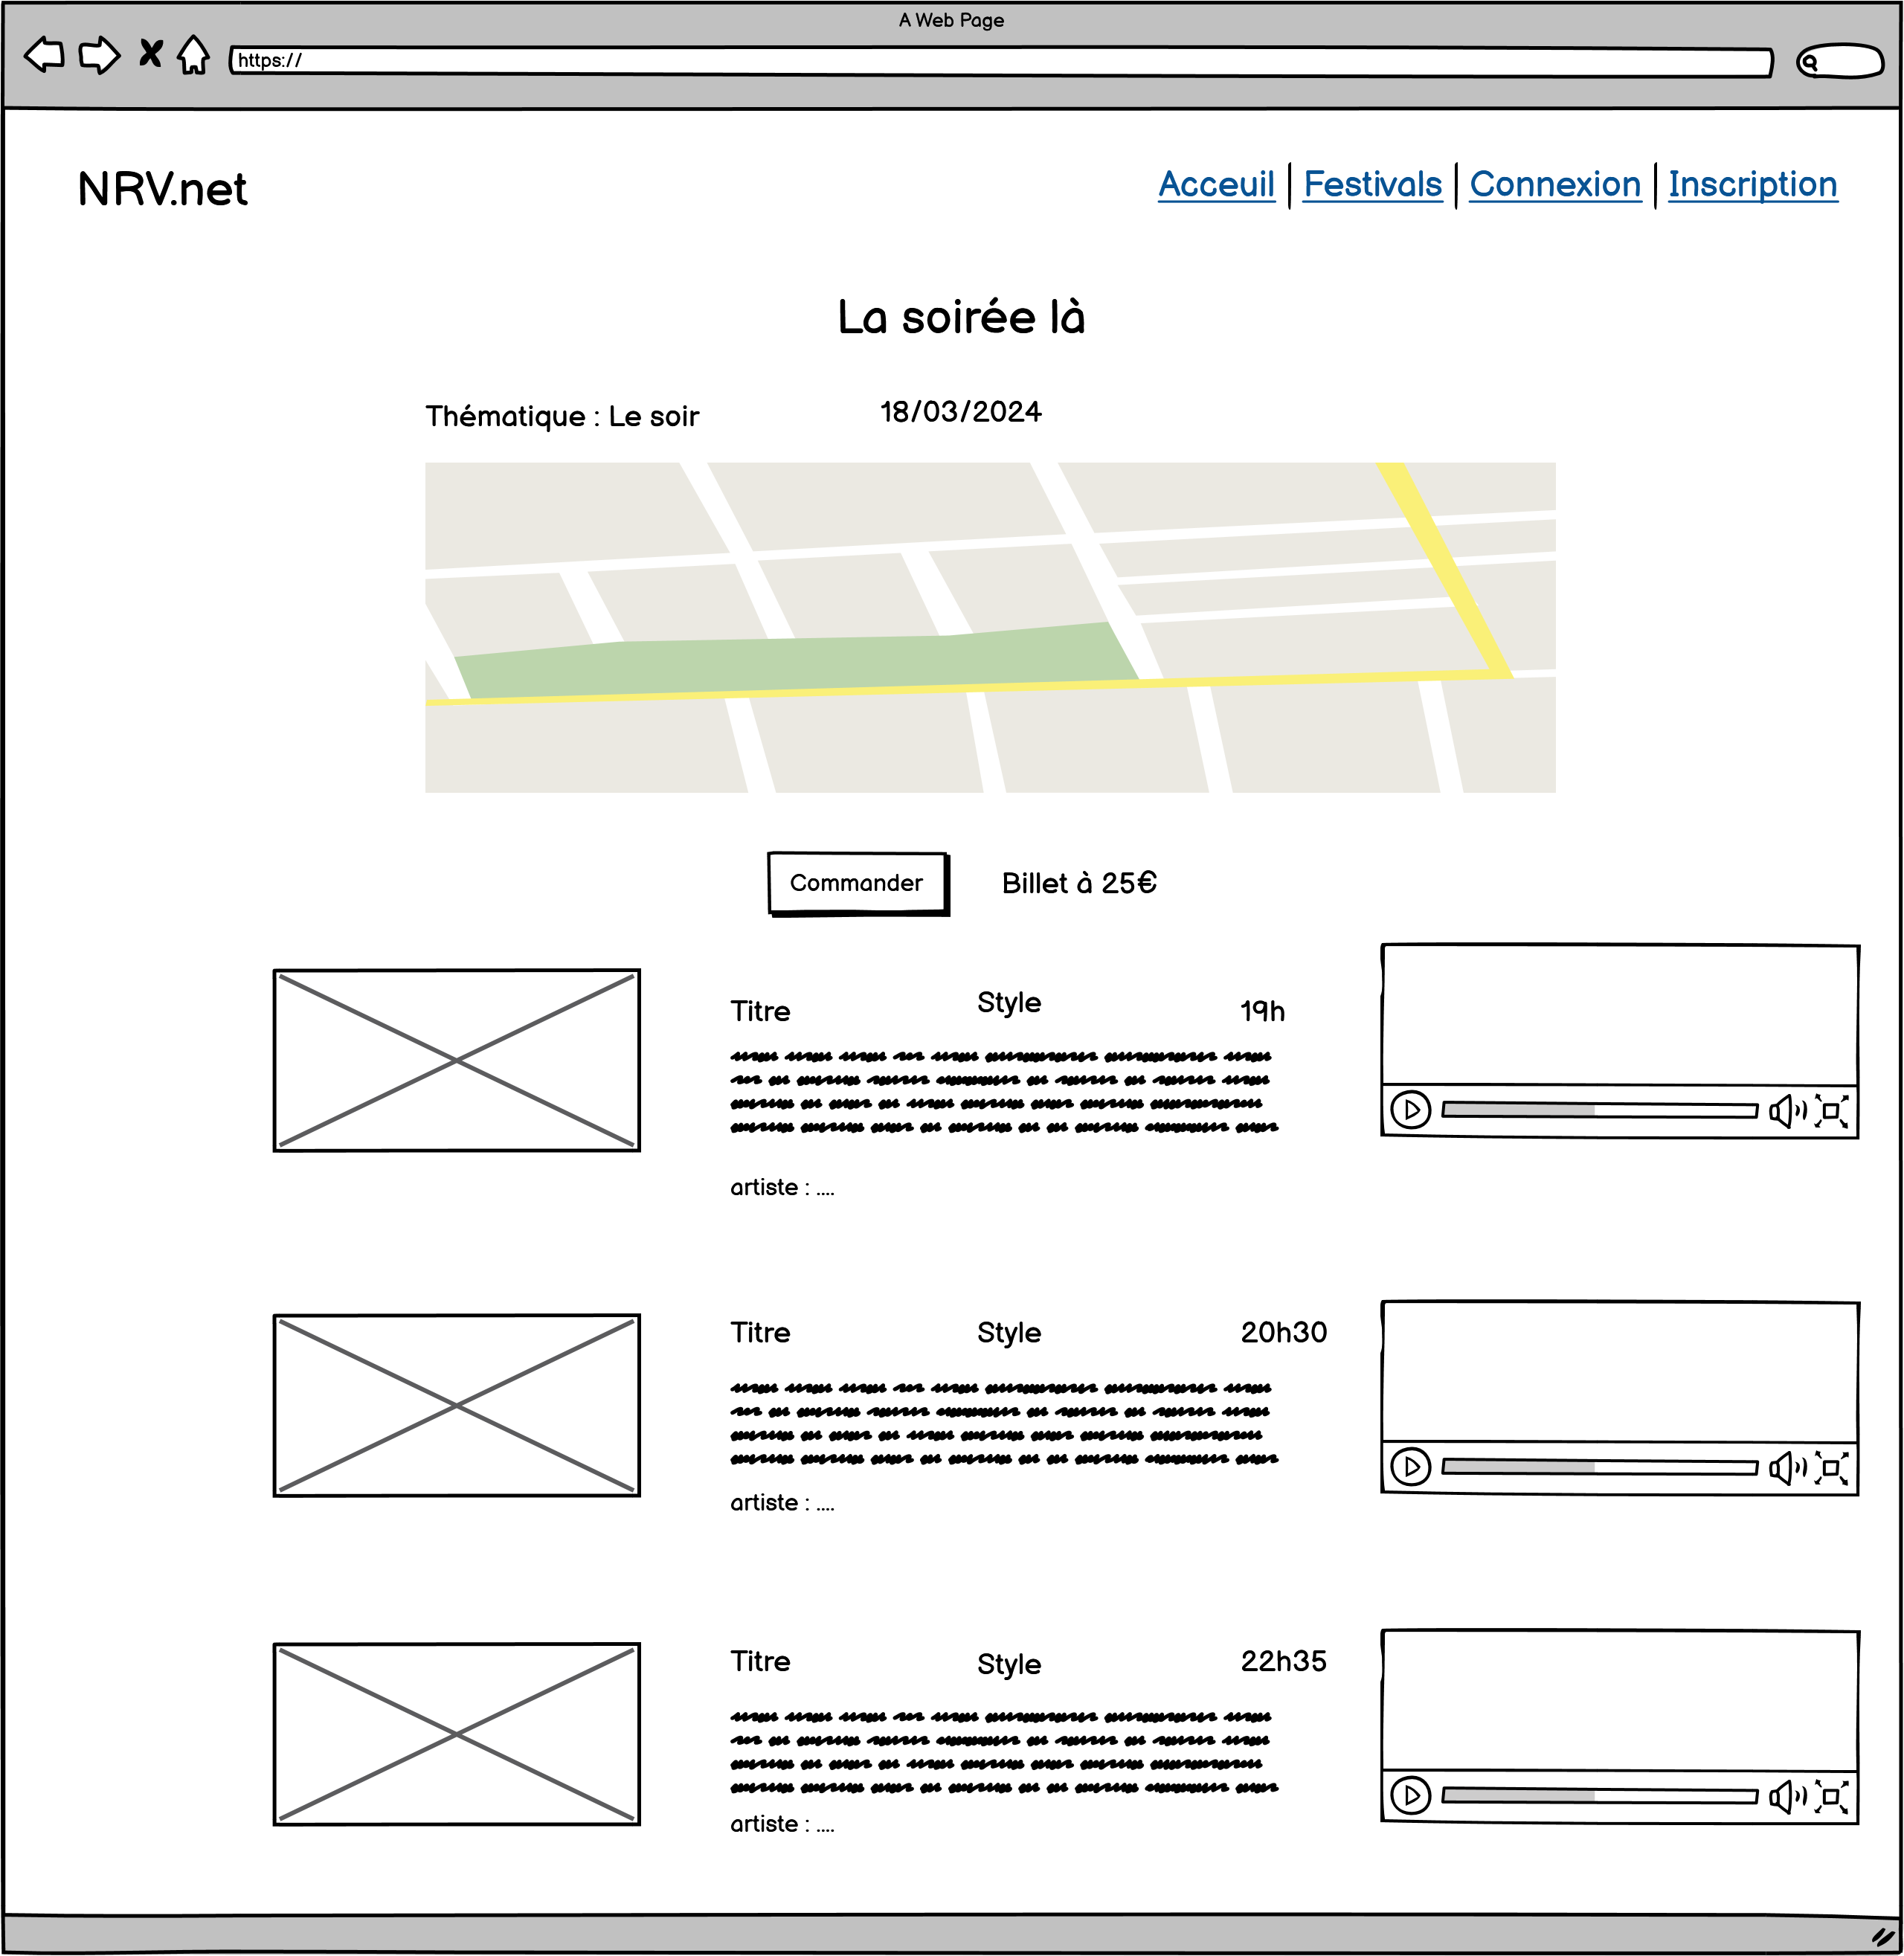 A Web Page
https://
NRV.net
Acceuil | Festivals | Connexion | Inscription
La soirée là
Thématique : Le soir 18/03/2024
Commander Billet à 25€
Titre Style 19h
artiste : ....
Titre Style 20h30
artiste : ....
Titre Style 22h35
artiste : ....